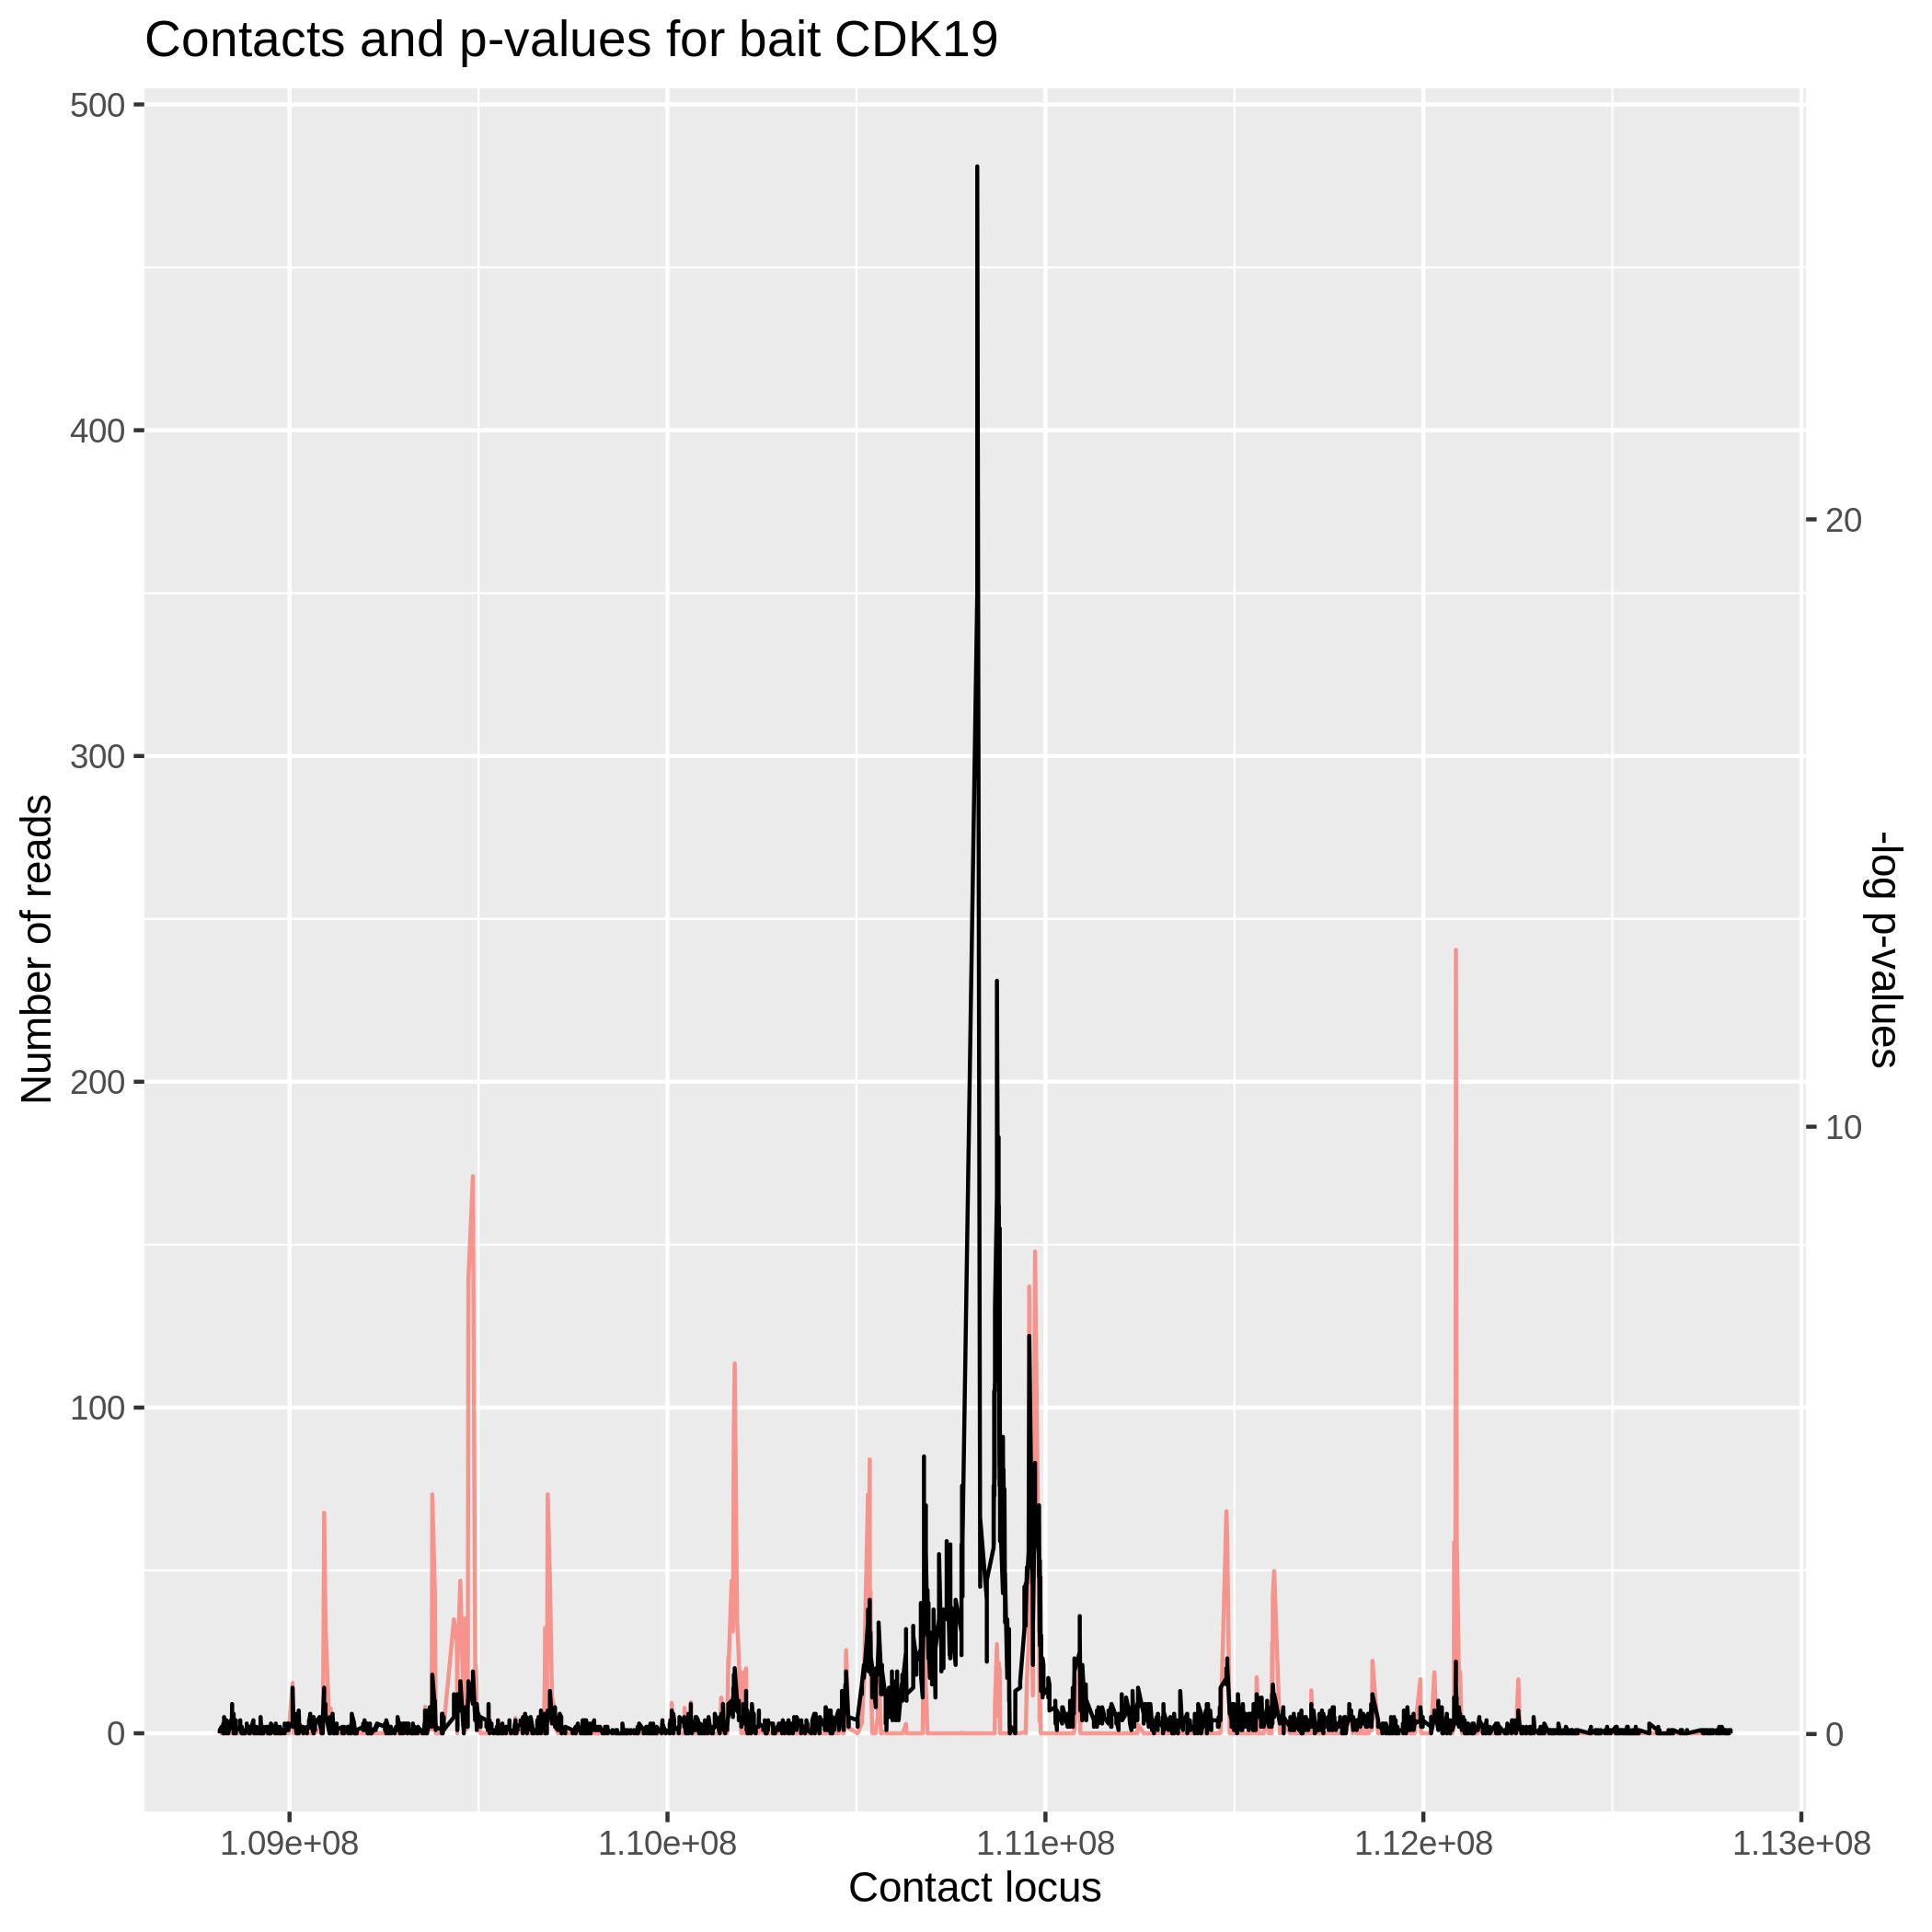 Contacts and p-values for bait CDK19
Number of reads
500
400
300
200
100
0
20
10
0
-log p-values
1.09e+08
1.10e+08
1.11e+08
1.12e+08
1.13e+08
Contact locus